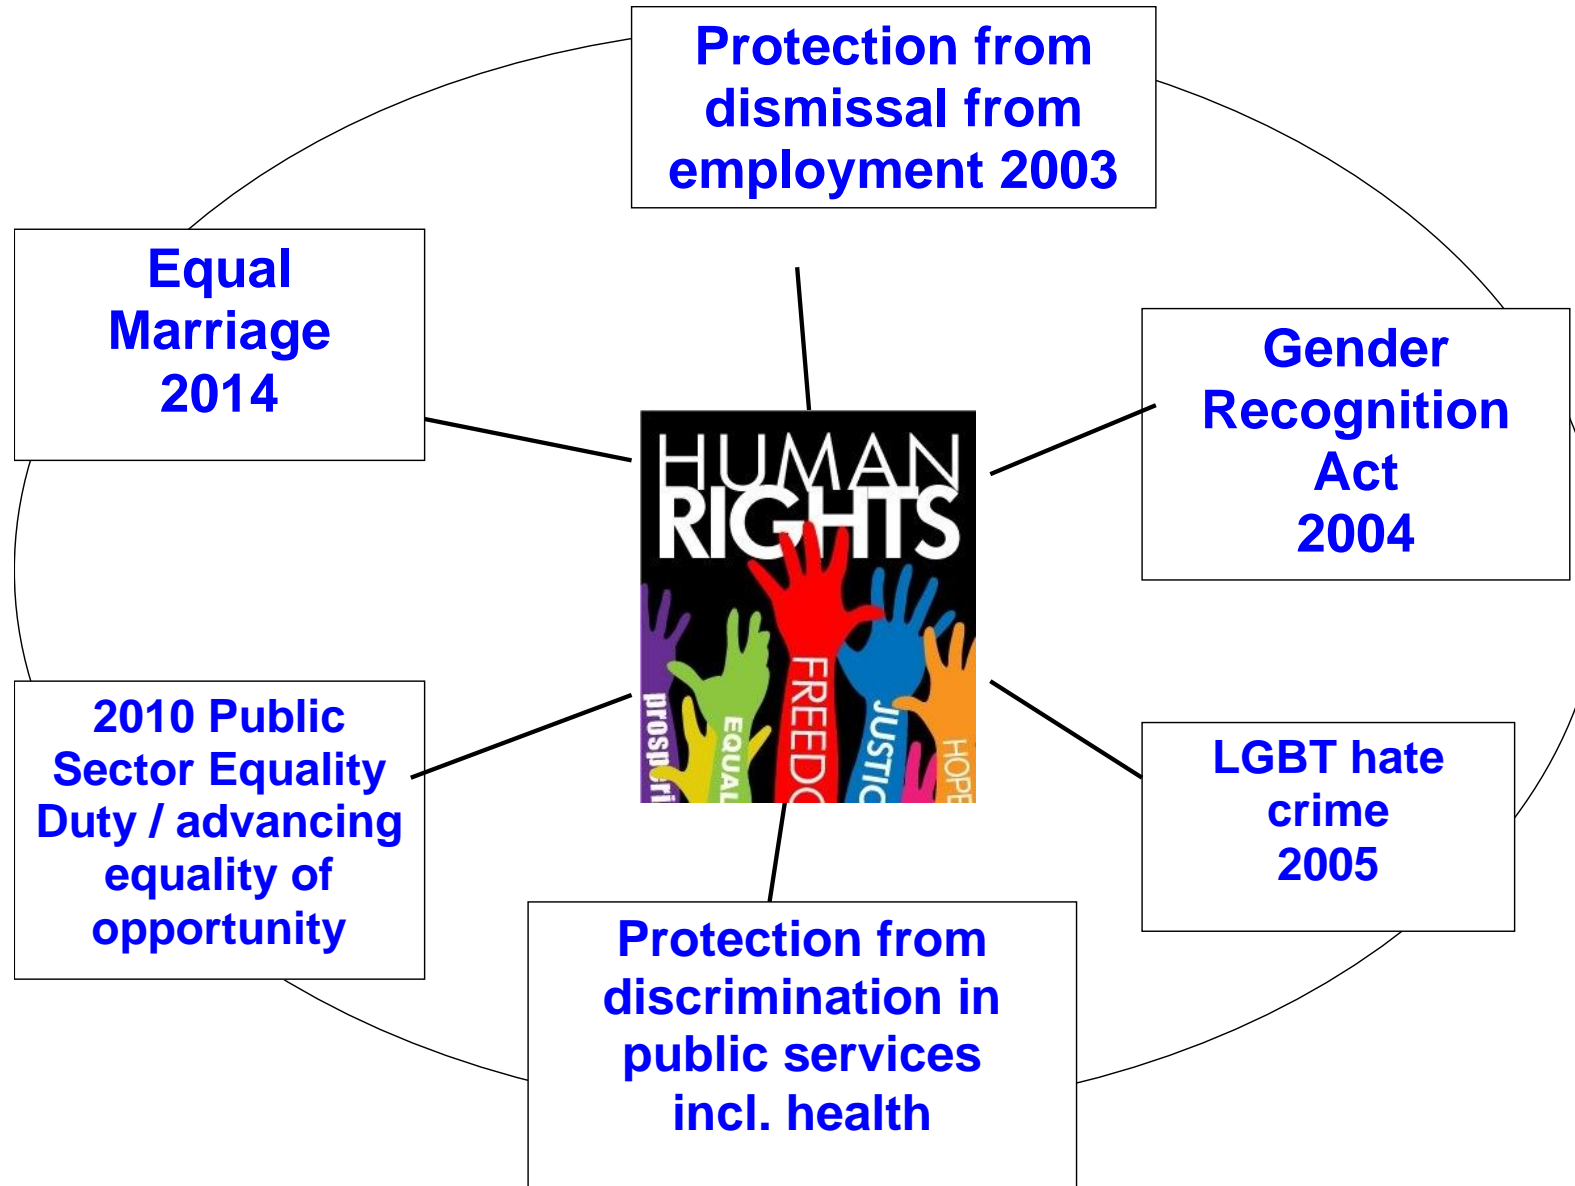 Protection from
dismissal from
employment 2003
Equal
Marriage
2014
Gender
Recognition
Act
2004
HUMAN
RIGHTS
prosperi
EQUAL
FREEDO
JUSTIC
HOPE
2010 Public
Sector Equality
Duty / advancing
equality of
opportunity
LGBT hate
crime
2005
Protection from
discrimination in
public services
incl. health